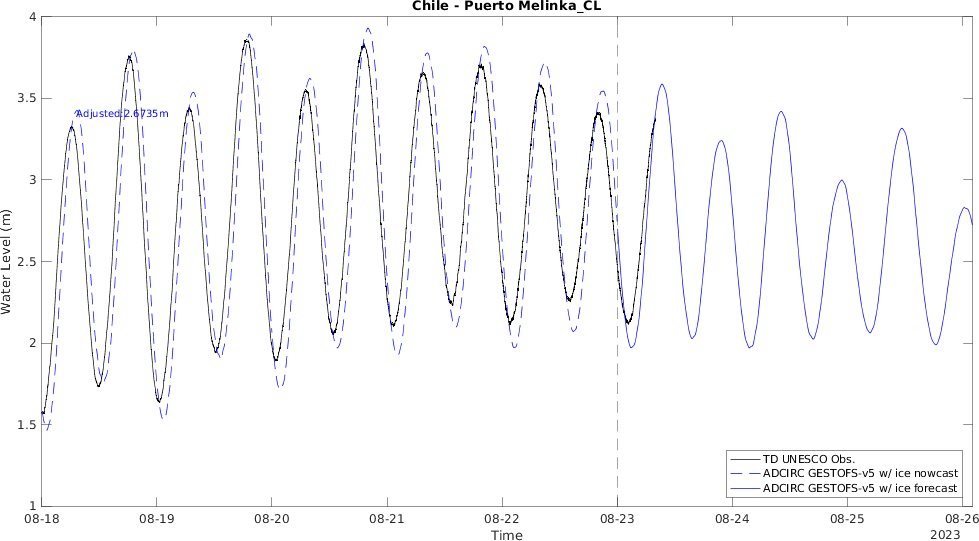 Chile - Puerto Melinka_CL
4
3.5
3
2.5
2
1.5
1
Water Level (m)
Adjusted:2.6735m
TD UNESCO Obs.
ADCIRC GESTOFS-v5 w/ ice nowcast
ADCIRC GESTOFS-v5 w/ ice forecast
08-18 08-19 08-20 08-21 08-22 08-23 08-24 08-25 08-26
Time
2023